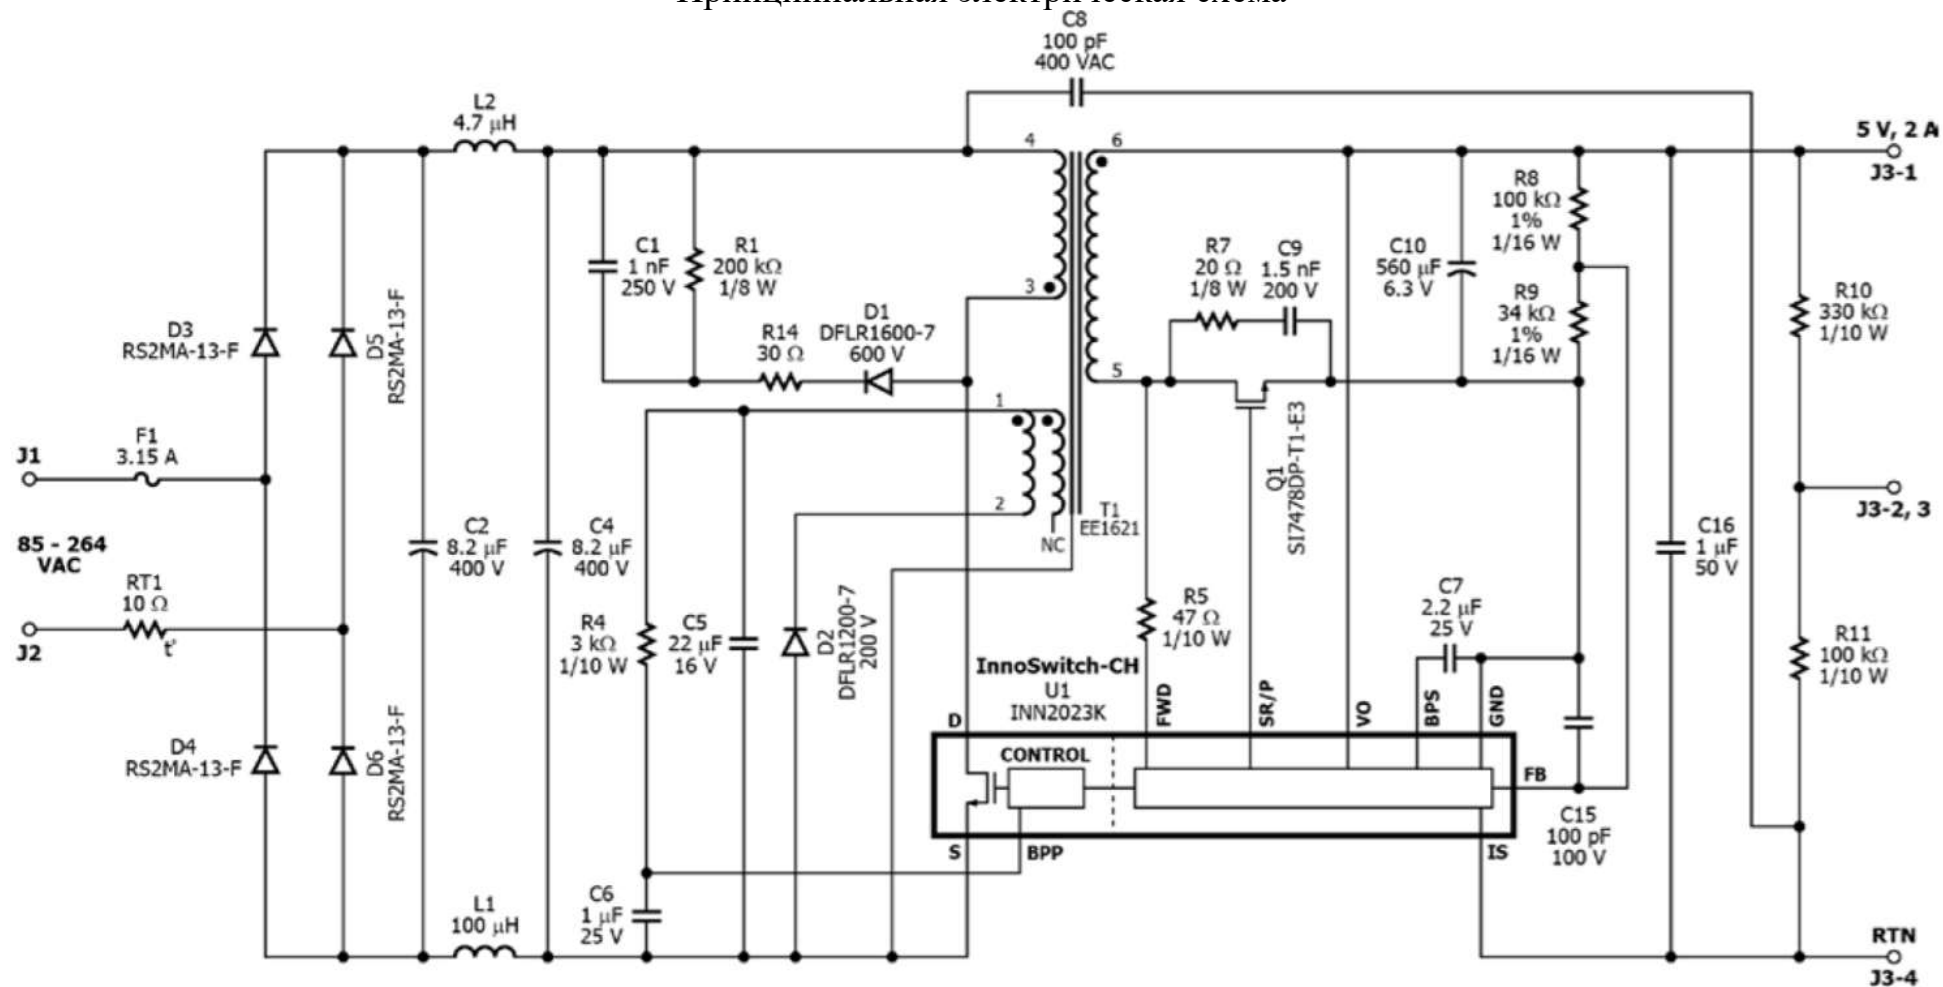 Принципиальная электрическая схема
C8
100 pF
400 VAC
L2
4.7 μH
4
6
5 V, 2 A
J3-1
R8
100 kΩ
1%
1/16 W
C1
1 nF
250 V
R1
200 kΩ
1/8 W
R7
20 Ω
1/8 W
C9
1.5 nF
200 V
C10
560 μF
6.3 V
3
R9
34 kΩ
1%
1/16 W
R10
330 kΩ
1/10 W
D3
RS2MA-13-F
D5
RS2MA-13-F
R14
30 Ω
D1
DFLR1600-7
600 V
5
1
J1
F1
3.15 A
Q1
SI7478DP-T1-E3
J3-2, 3
2
T1
EE1621
NC
85 - 264
VAC
C2
8.2 μF
400 V
C4
8.2 μF
400 V
C16
1 μF
50 V
RT1
10 Ω
t°
J2
R4
3 kΩ
1/10 W
C5
22 μF
16 V
D2
DFLR1200-7
200 V
R5
47 Ω
1/10 W
C7
2.2 μF
25 V
R11
100 kΩ
1/10 W
InnoSwitch-CH
U1
INN2023K
D
FWD
SR/P
VO
BPS
GND
D4
RS2MA-13-F
D6
RS2MA-13-F
CONTROL
FB
C15
100 pF
100 V
S
BPP
IS
C6
1 μF
25 V
L1
100 μH
RTN
J3-4